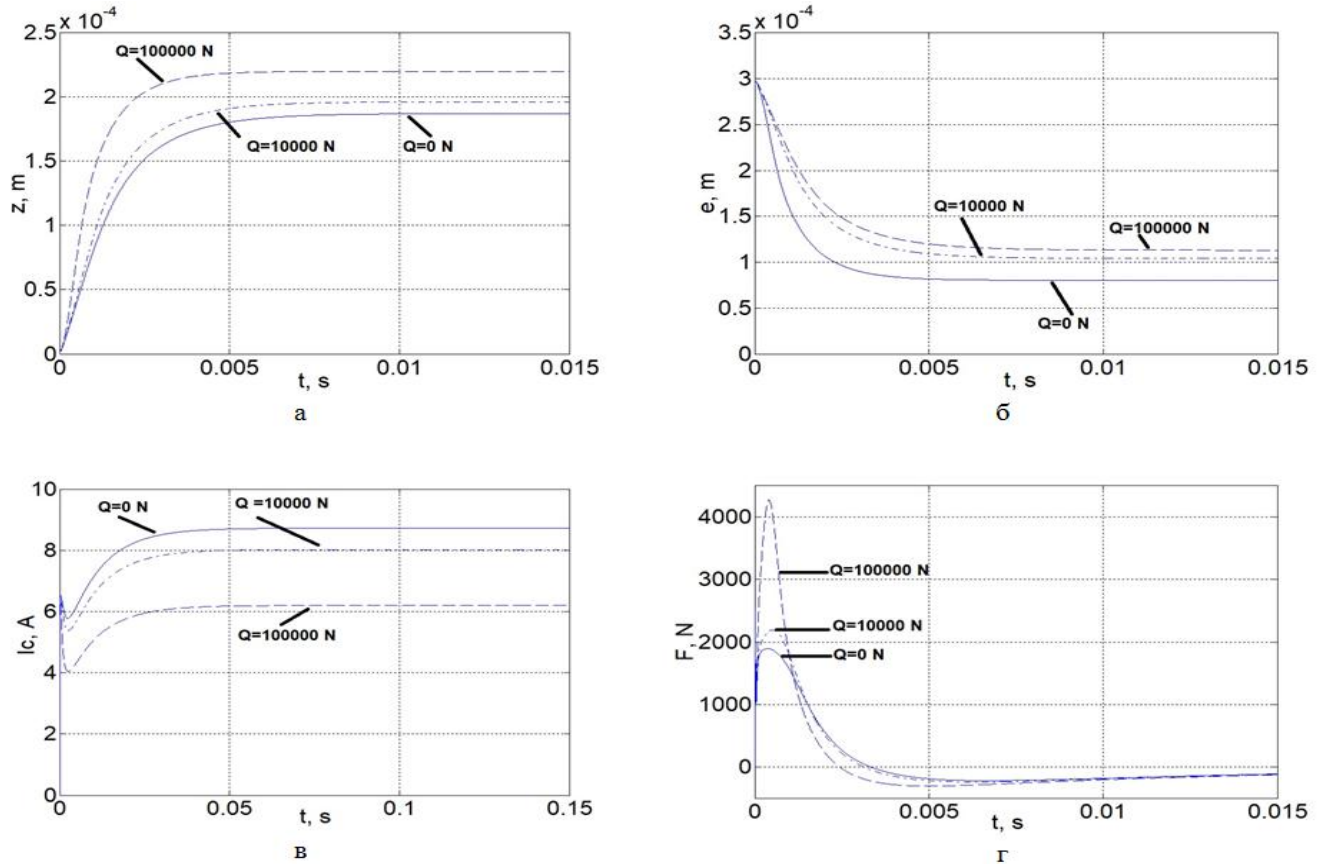 x 10⁻⁴
2.5
2
1.5
1
0.5
0
z, m
Q=100000 N
Q=10000 N
Q=0 N
0 0.005 0.01 0.015
t, s
а
x 10⁻⁴
3.5
3
2.5
2
1.5
1
0.5
0
e, m
Q=10000 N
Q=100000 N
Q=0 N
0 0.005 0.01 0.015
t, s
б
10
8
6
4
2
0
Ic, A
Q=0 N
Q =10000 N
Q=100000 N
0 0.05 0.1 0.15
t, s
в
4000
3000
2000
1000
0
F, N
Q=100000 N
Q=10000 N
Q=0 N
0 0.005 0.01 0.015
t, s
г